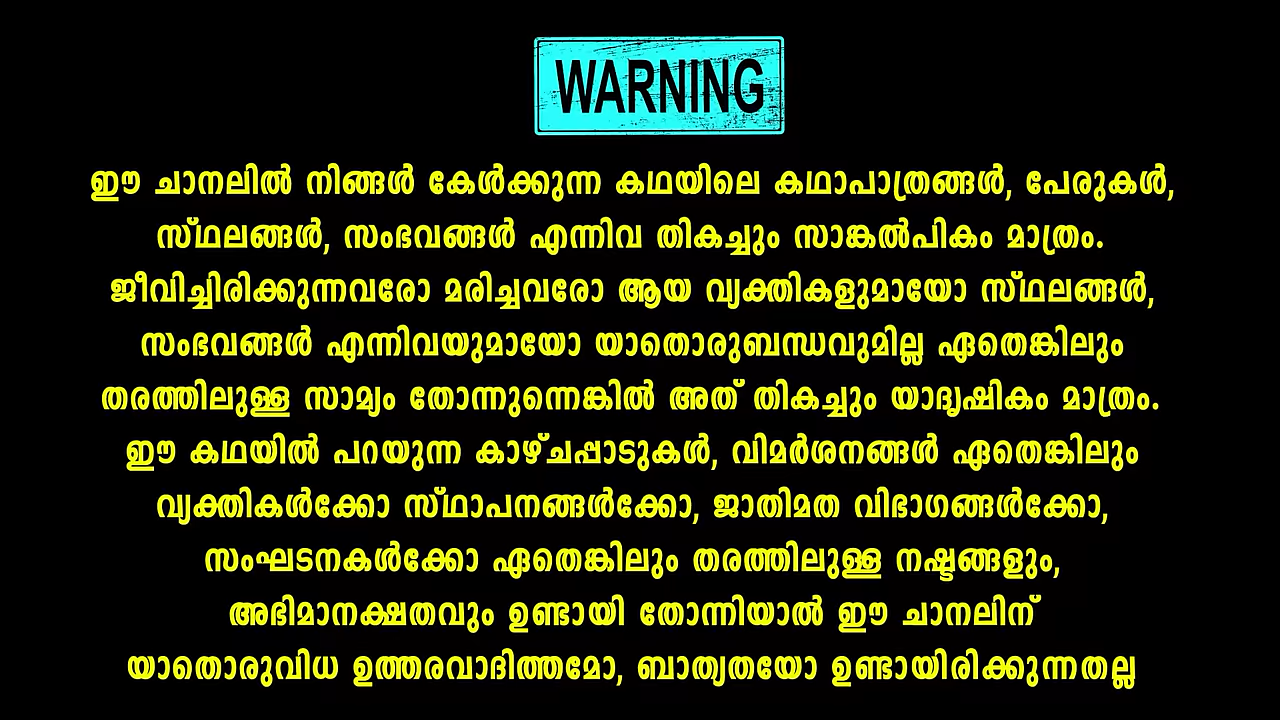 WARNING
ഈ ചാനലിൽ നിങ്ങൾ കേൾക്കുന്ന കഥയിലെ കഥാപാത്രങ്ങൾ, പേരുകൾ,
സ്ഥലങ്ങൾ, സംഭവങ്ങൾ എന്നിവ തികച്ചും സാങ്കൽപികം മാത്രം.
ജീവിച്ചിരിക്കുന്നവരോ മരിച്ചവരോ ആയ വ്യക്തികളുമായോ സ്ഥലങ്ങൾ,
സംഭവങ്ങൾ എന്നിവയുമായോ യാതൊരുബന്ധവുമില്ല ഏതെങ്കിലും
തരത്തിലുള്ള സാമ്യം തോന്നുന്നെങ്കിൽ അത് തികച്ചും യാദൃഷികം മാത്രം.
ഈ കഥയിൽ പറയുന്ന കാഴ്ചപ്പാടുകൾ, വിമർശനങ്ങൾ ഏതെങ്കിലും
വ്യക്തികൾക്കോ സ്ഥാപനങ്ങൾക്കോ, ജാതിമത വിഭാഗങ്ങൾക്കോ,
സംഘടനകൾക്കോ ഏതെങ്കിലും തരത്തിലുള്ള നഷ്ടങ്ങളും,
അഭിമാനക്ഷതവും ഉണ്ടായി തോന്നിയാൽ ഈ ചാനലിന്
യാതൊരുവിധ ഉത്തരവാദിത്തമോ, ബാത്യതയോ ഉണ്ടായിരിക്കുന്നതല്ല